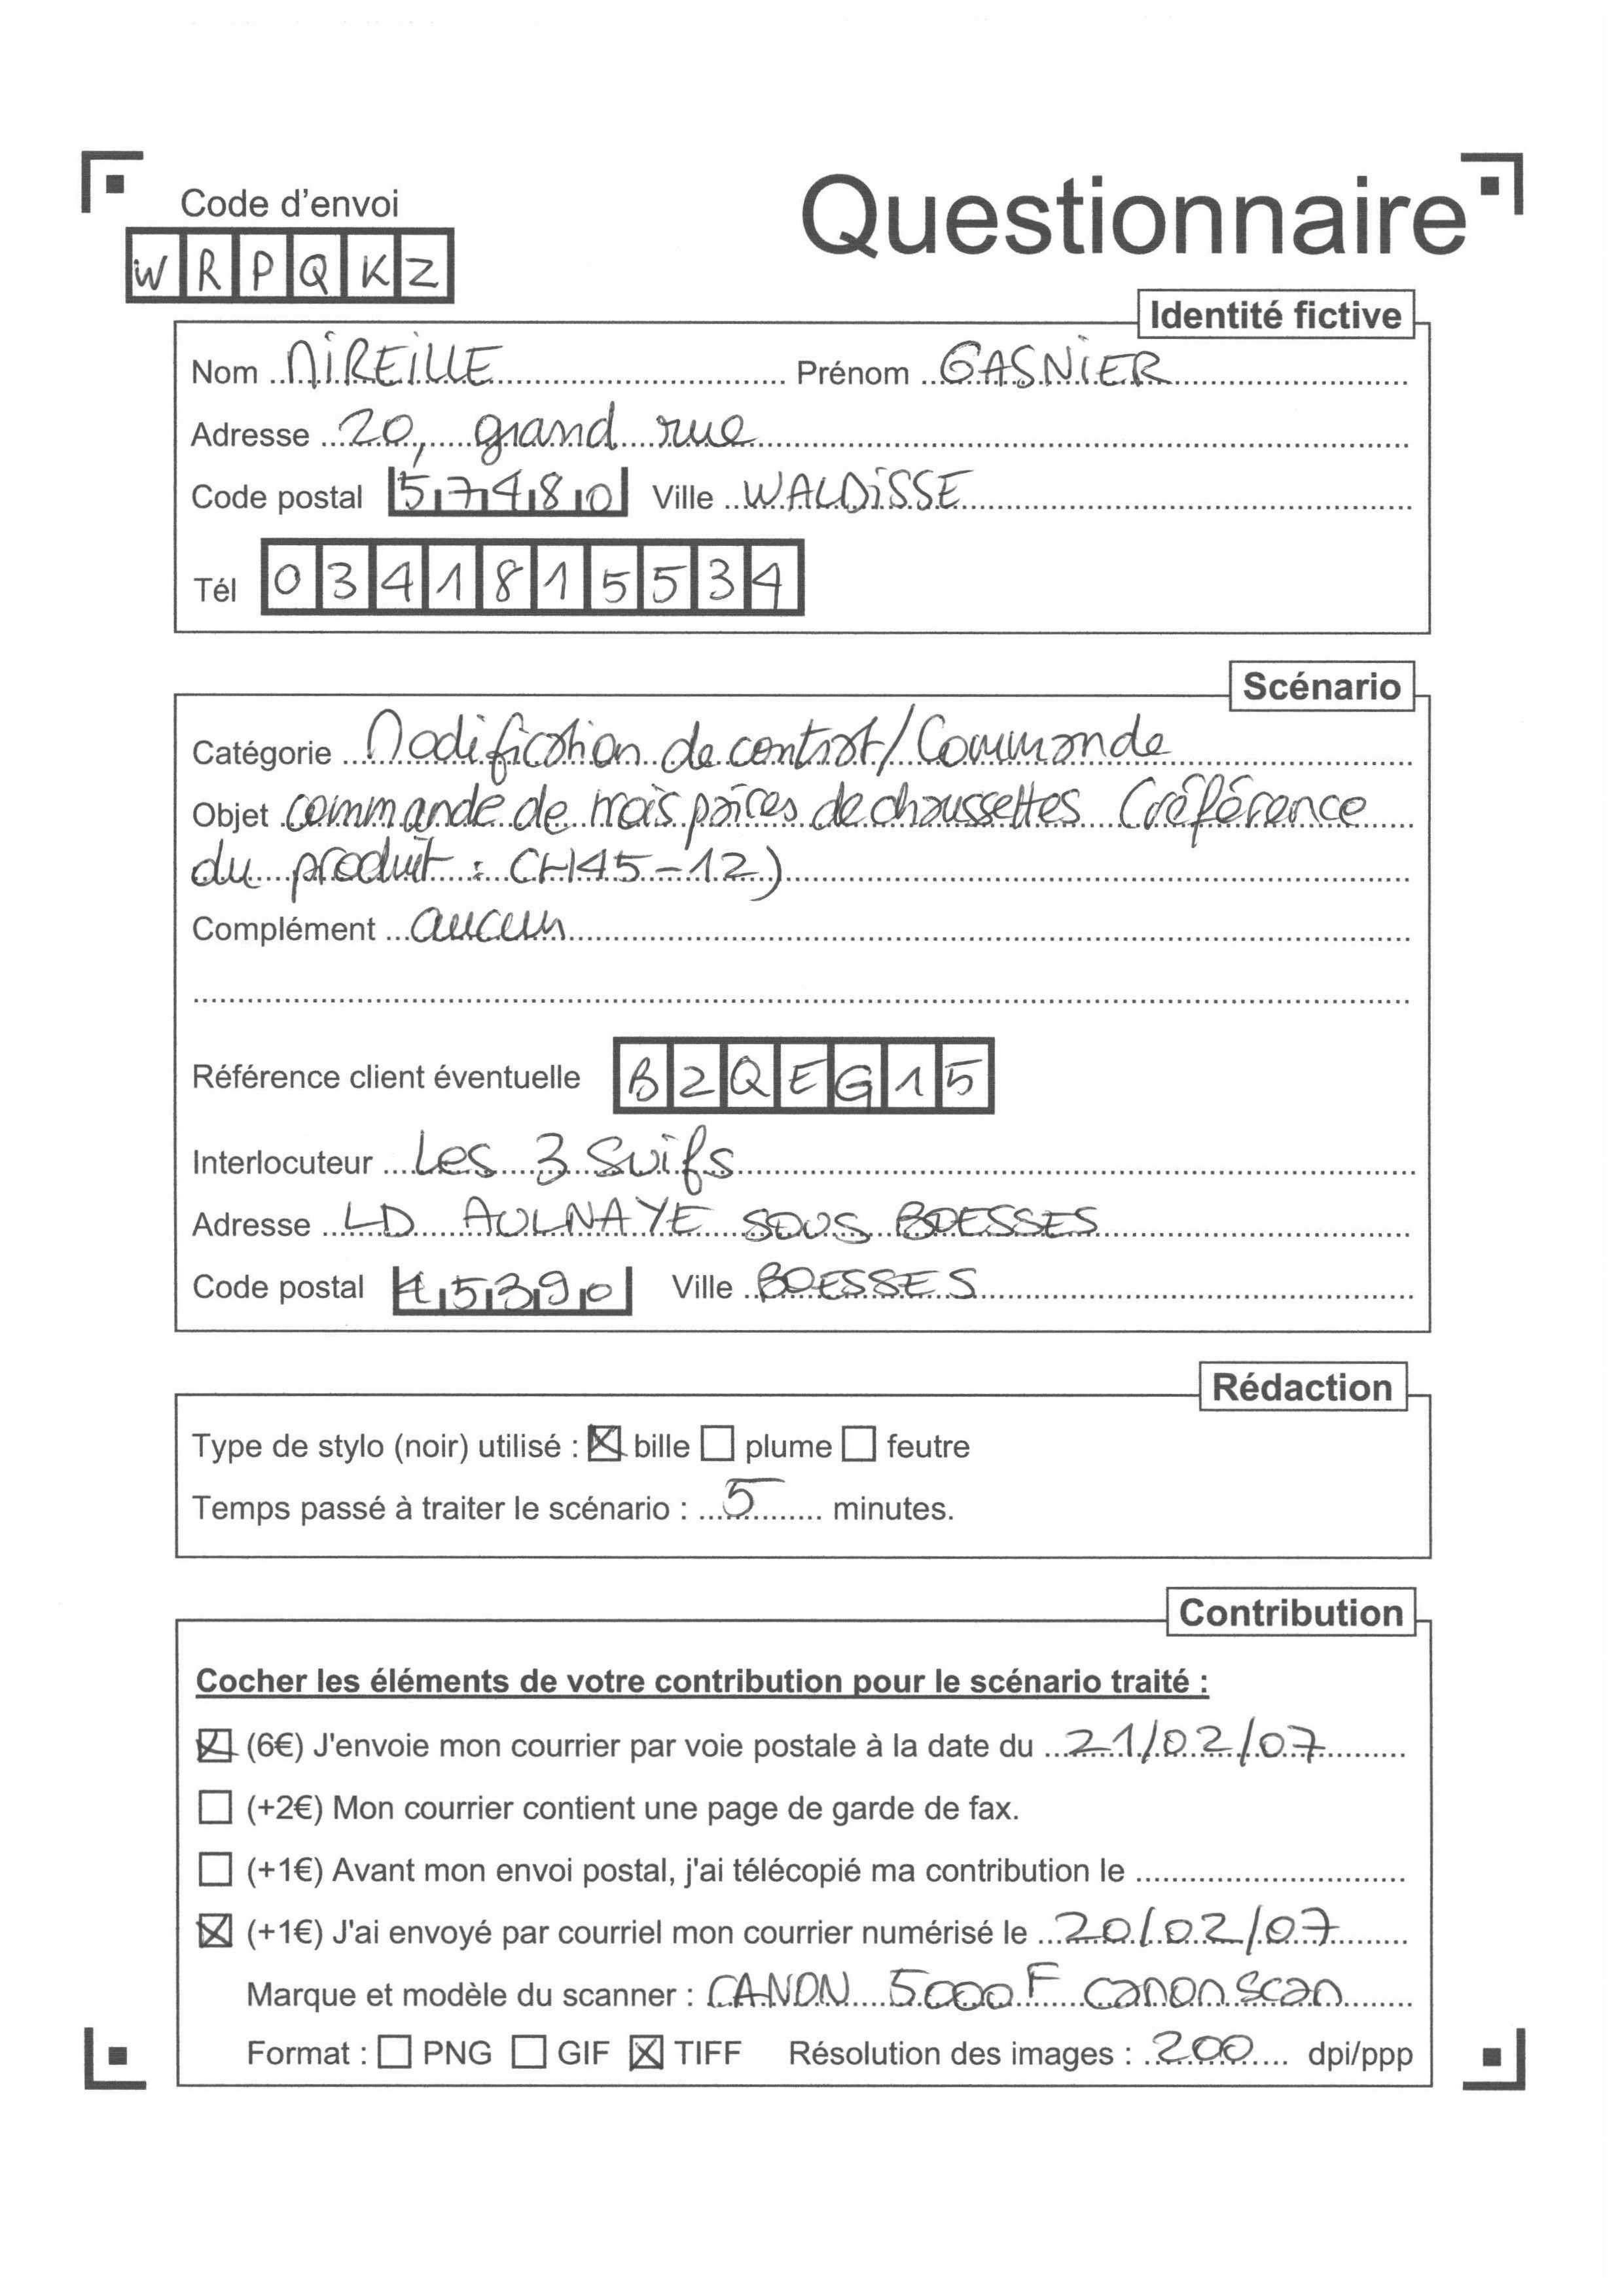 Code d'envoi
Questionnaire
W R P Q K Z
Identité fictive
Nom MIREILLE Prénom GASNIER
Adresse 20, grand rue
Code postal 57480 Ville WALDISSE
Tél 0341815534
Scénario
Catégorie Modification de contrat/Commande
Objet commande de trois paires de chaussettes (référence
du produit : CH45-12)
Complément aucun
Référence client éventuelle B2QEG15
Interlocuteur Les 3 Suifs
Adresse LD AULNAYE SOUS BOESSES
Code postal 45390 Ville BOESSES
Rédaction
Type de stylo (noir) utilisé : ☒ bille ☐ plume ☐ feutre
Temps passé à traiter le scénario : 5 minutes.
Contribution
Cocher les éléments de votre contribution pour le scénario traité :
☒ (6€) J'envoie mon courrier par voie postale à la date du 21/02/07
☐ (+2€) Mon courrier contient une page de garde de fax.
☐ (+1€) Avant mon envoi postal, j'ai télécopié ma contribution le
☒ (+1€) J'ai envoyé par courriel mon courrier numérisé le 20/02/07
Marque et modèle du scanner : CANON 5000F canonscan
Format : ☐ PNG ☐ GIF ☒ TIFF Résolution des images : 200 dpi/ppp